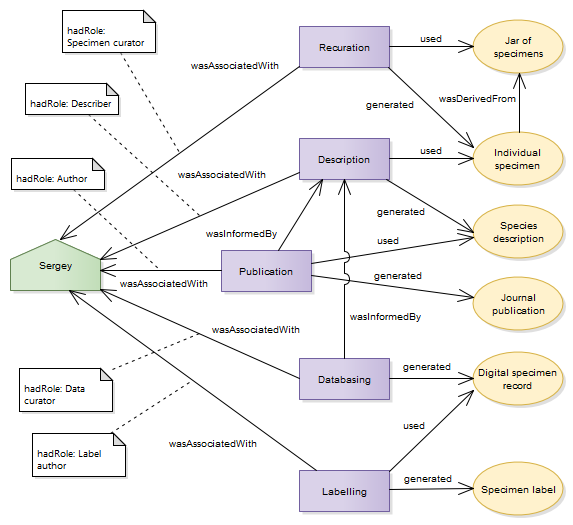 hadRole:
Specimen curator
Recuration
used
Jar of
specimens
wasAssociatedWith
hadRole: Describer
generated
wasDerivedFrom
Description
used
Individual
specimen
hadRole: Author
wasAssociatedWith
generated
Species
description
wasInformedBy
used
Sergey
Publication
generated
wasAssociatedWith
Journal
publication
wasInformedBy
wasAssociatedWith
generated
Digital specimen
record
Databasing
hadRole: Data
curator
used
hadRole: Label
author
wasAssociatedWith
generated
Labelling
Specimen label